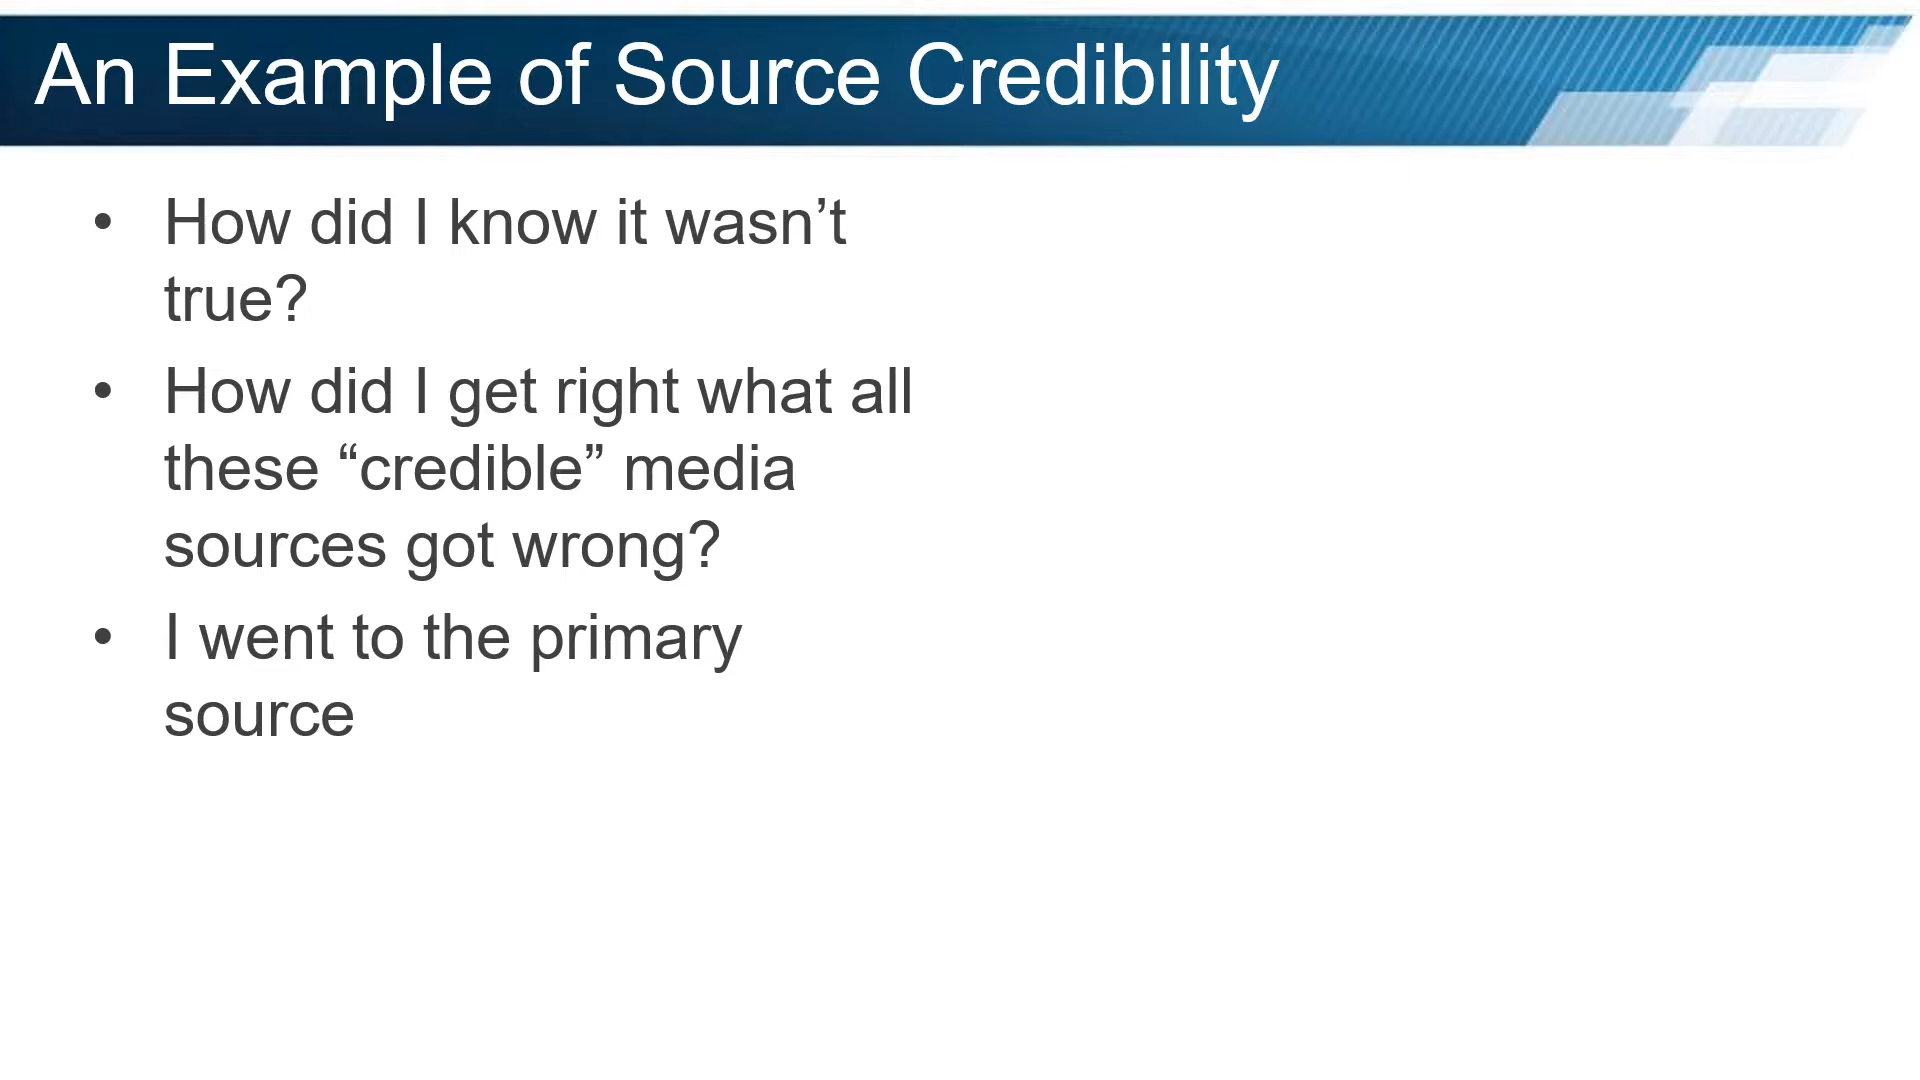 An Example of Source Credibility
• How did I know it wasn’t
true?
• How did I get right what all
these “credible” media
sources got wrong?
• I went to the primary
source